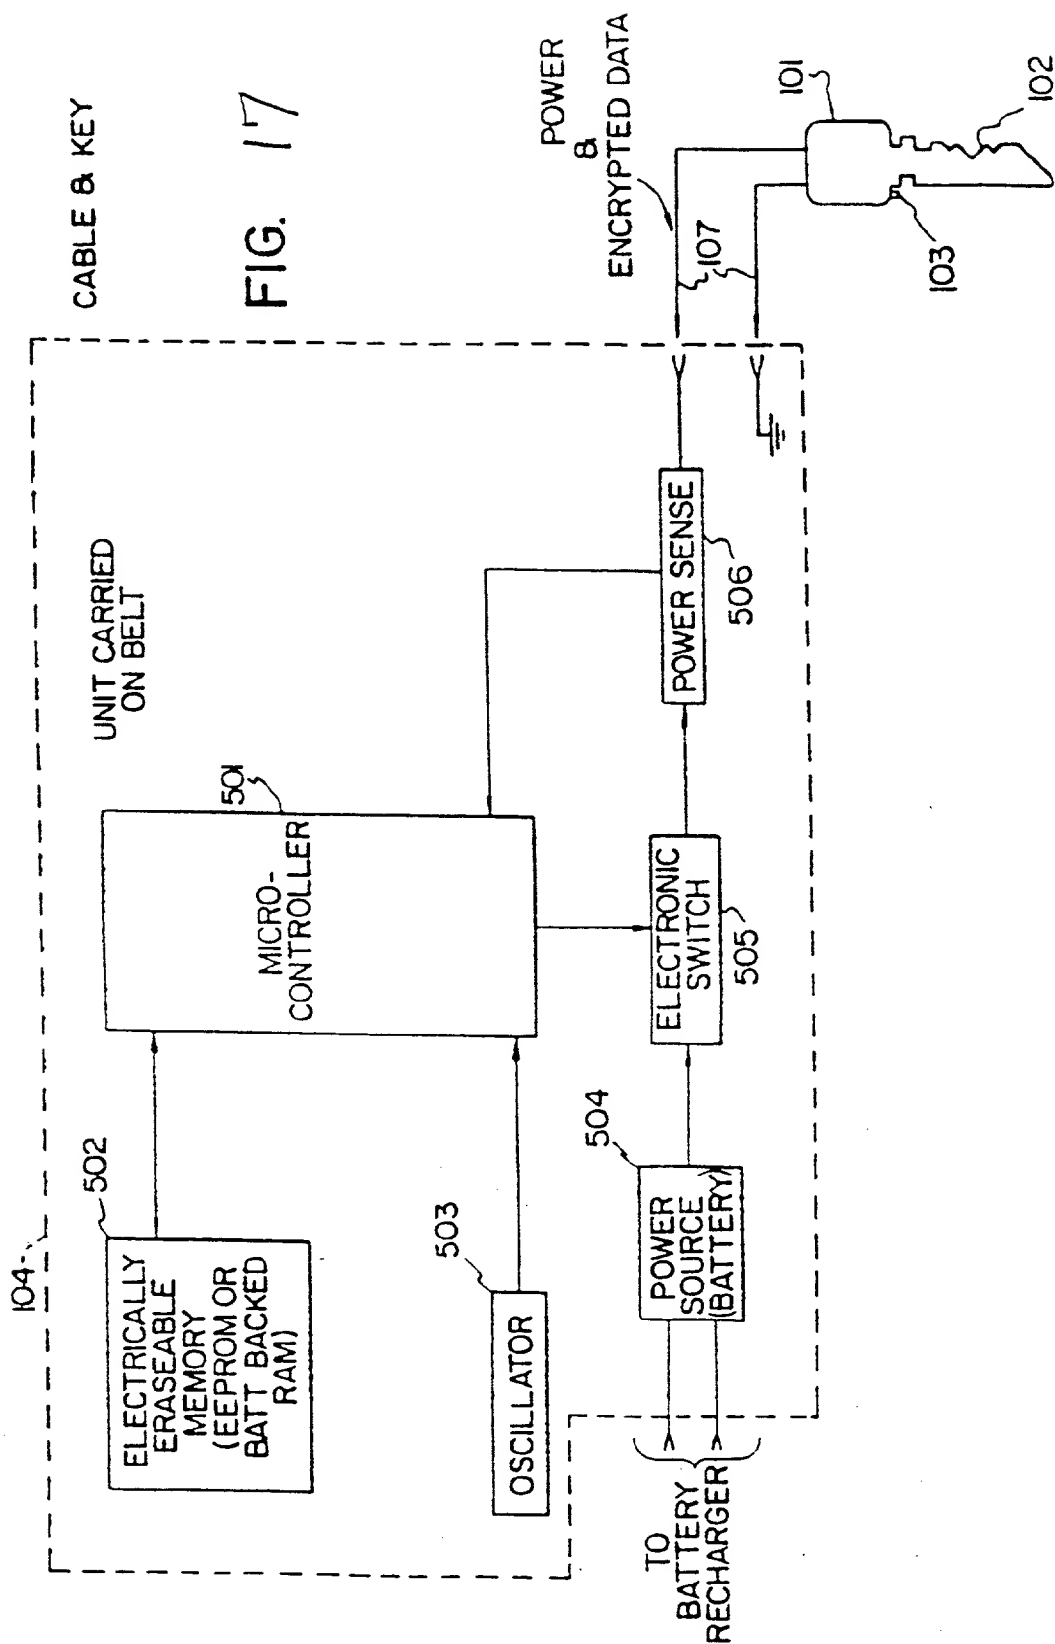 CABLE & KEY
FIG. 17
UNIT CARRIED
ON BELT
104
502
ELECTRICALLY
ERASEABLE
MEMORY
(EEPROM OR
BATT BACKED
RAM)
501
MICRO-
CONTROLLER
503
OSCILLATOR
504
POWER
SOURCE
(BATTERY)
ELECTRONIC
SWITCH
505
POWER SENSE
506
TO
BATTERY
RECHARGER
POWER
&
ENCRYPTED DATA
107
101
102
103